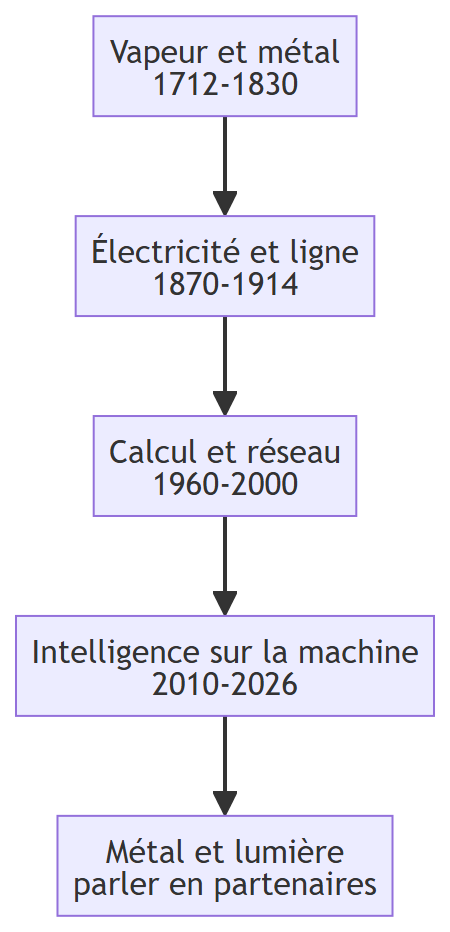 Vapeur et métal
1712-1830
Électricité et ligne
1870-1914
Calcul et réseau
1960-2000
Intelligence sur la machine
2010-2026
Métal et lumière
parler en partenaires